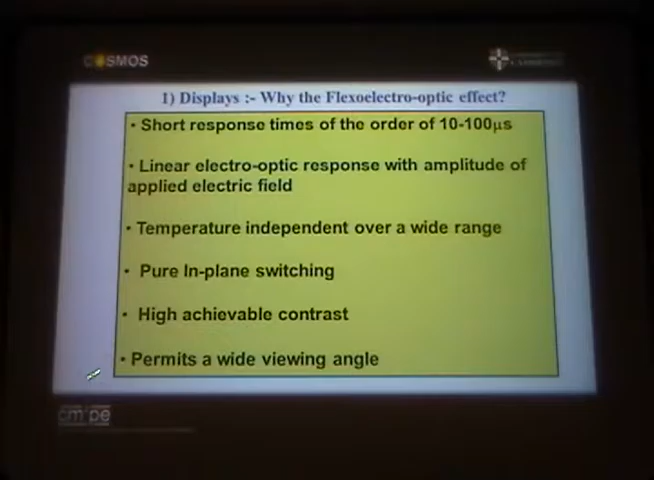 COSMOS
1) Displays :- Why the Flexoelectro-optic effect?
• Short response times of the order of 10-100µs
• Linear electro-optic response with amplitude of
applied electric field
• Temperature independent over a wide range
• Pure In-plane switching
• High achievable contrast
• Permits a wide viewing angle
cmmpe